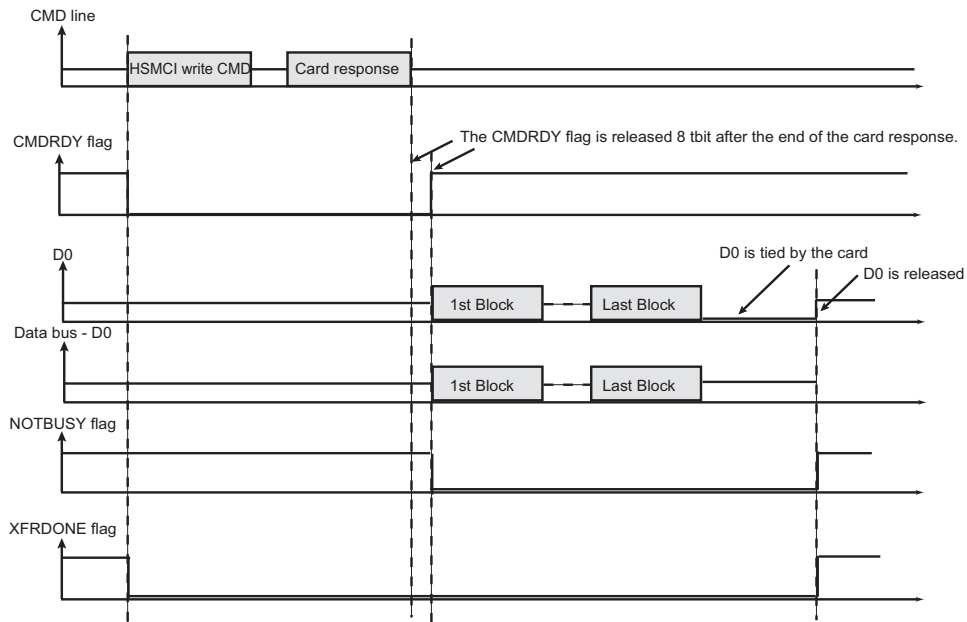 CMD line
HSMCI write CMD
Card response
CMDRDY flag
The CMDRDY flag is released 8 tbit after the end of the card response.
D0
1st Block
Last Block
D0 is tied by the card
D0 is released
Data bus - D0
1st Block
Last Block
NOTBUSY flag
XFRDONE flag